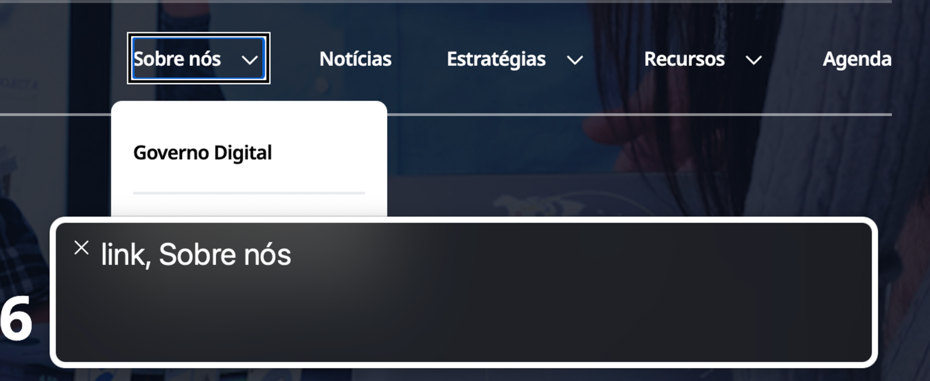 Sobre nós
Notícias
Estratégias
Recursos
Agenda
Governo Digital
link, Sobre nós
6